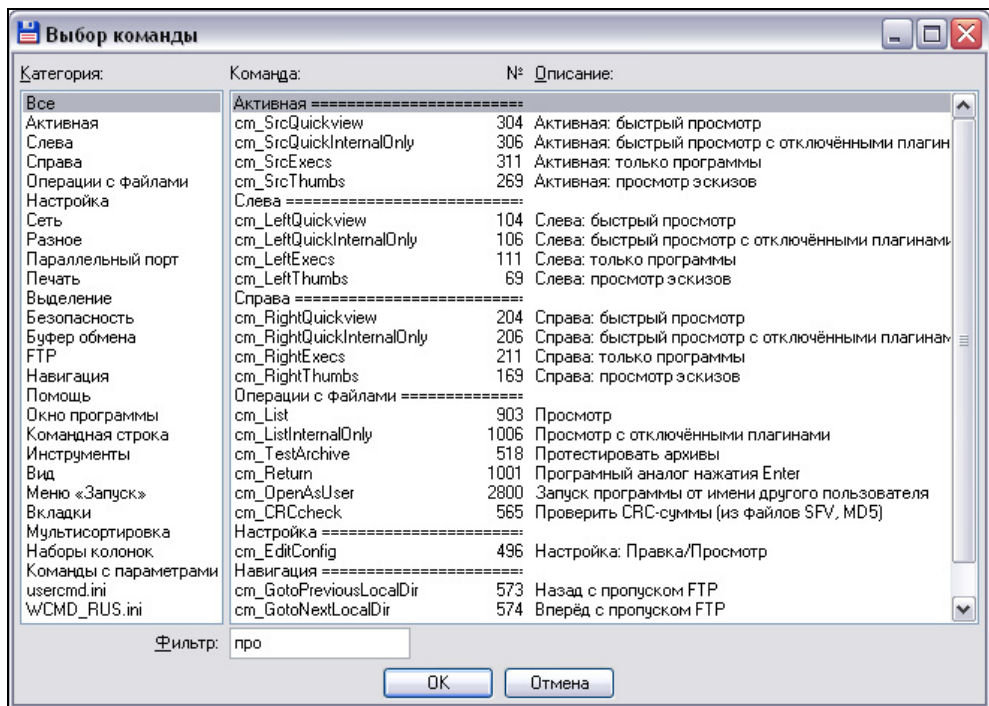 Выбор команды
Категория: Команда: № Описание:
Все
Активная
Слева
Справа
Операции с файлами
Настройка
Сеть
Разное
Параллельный порт
Печать
Выделение
Безопасность
Буфер обмена
FTP
Навигация
Помощь
Окно программы
Командная строка
Инструменты
Вид
Меню «Запуск»
Вкладки
Мультисортировка
Наборы колонок
Команды с параметрами
usercmd.ini
WCMD_RUS.ini
Активная =========================
cm_SrcQuickview 304 Активная: быстрый просмотр
cm_SrcQuickInternalOnly 306 Активная: быстрый просмотр с отключёнными плагин
cm_SrcExecs 311 Активная: только программы
cm_SrcThumbs 269 Активная: просмотр эскизов
Слева ============================
cm_LeftQuickview 104 Слева: быстрый просмотр
cm_LeftQuickInternalOnly 106 Слева: быстрый просмотр с отключёнными плагинами
cm_LeftExecs 111 Слева: только программы
cm_LeftThumbs 69 Слева: просмотр эскизов
Справа ===========================
cm_RightQuickview 204 Справа: быстрый просмотр
cm_RightQuickInternalOnly 206 Справа: быстрый просмотр с отключёнными плагинам
cm_RightExecs 211 Справа: только программы
cm_RightThumbs 169 Справа: просмотр эскизов
Операции с файлами ==============
cm_List 903 Просмотр
cm_ListInternalOnly 1006 Просмотр с отключёнными плагинами
cm_TestArchive 518 Протестировать архивы
cm_Return 1001 Програмный аналог нажатия Enter
cm_OpenAsUser 2800 Запуск программы от имени другого пользователя
cm_CRCcheck 565 Проверить CRC-суммы (из файлов SFV, MD5)
Настройка ========================
cm_EditConfig 496 Настройка: Правка/Просмотр
Навигация ========================
cm_GotoPreviousLocalDir 573 Назад с пропуском FTP
cm_GotoNextLocalDir 574 Вперёд с пропуском FTP
Фильтр: про
OK Отмена